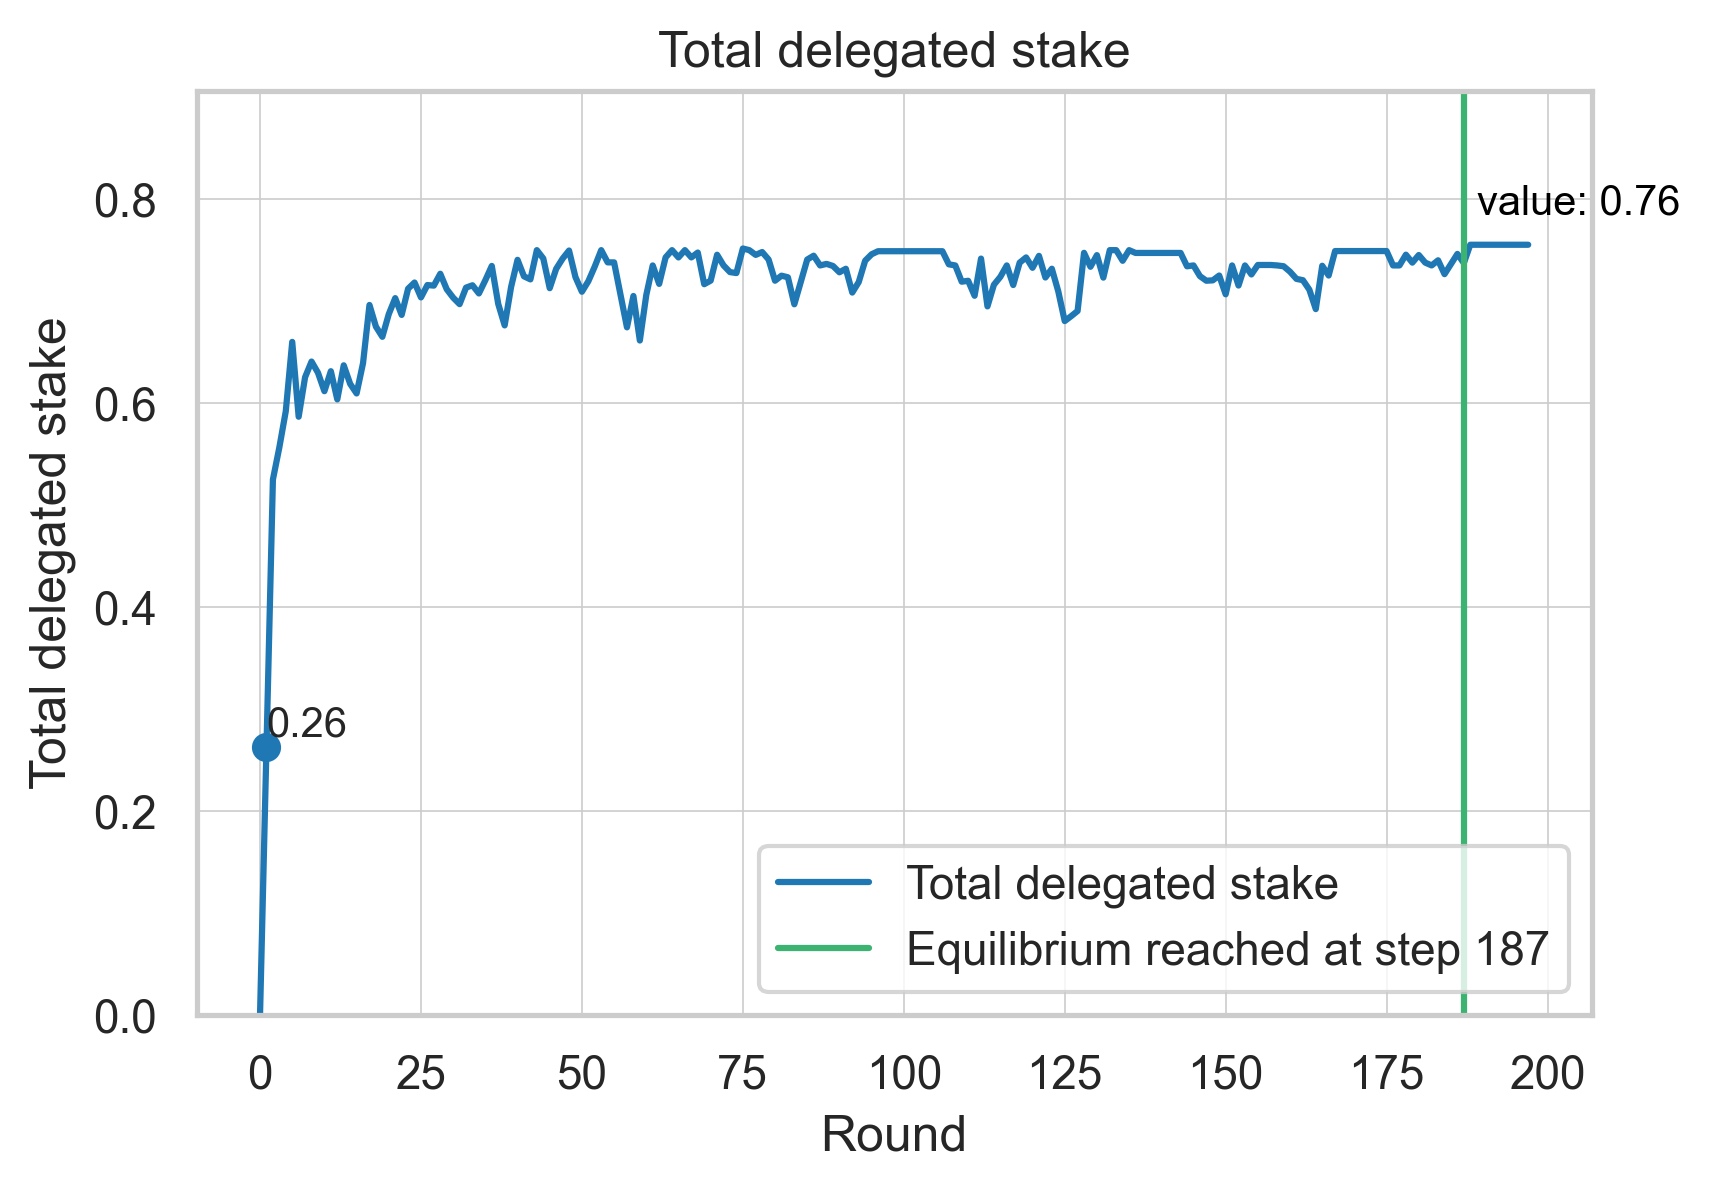 Total delegated stake
Total delegated stake
0.8
0.6
0.4
0.2
0.0
value: 0.76
0.26
Total delegated stake
Equilibrium reached at step 187
0 25 50 75 100 125 150 175 200
Round